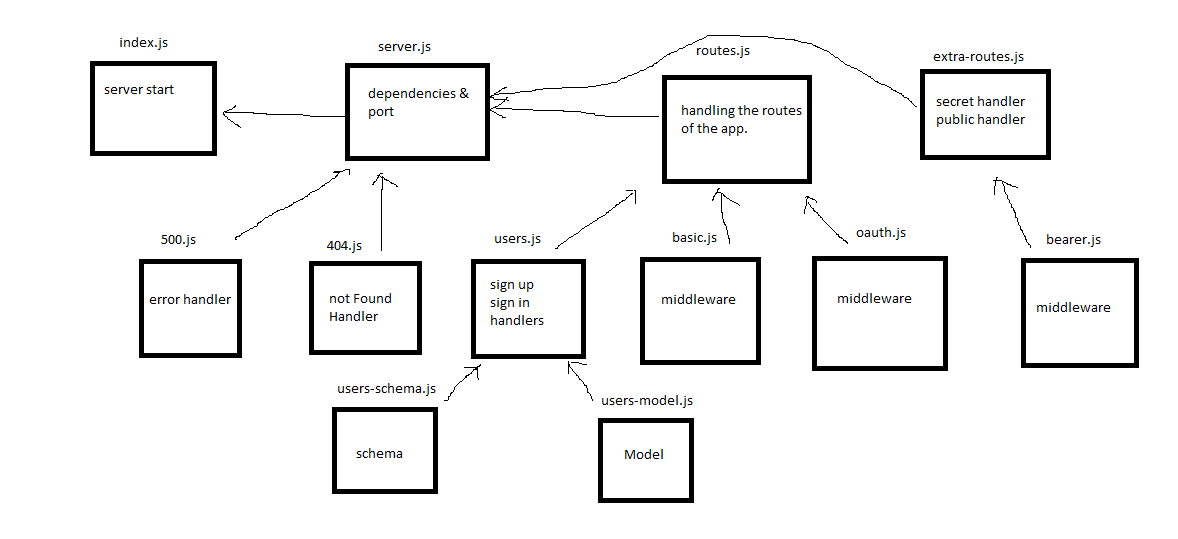 index.js
server start
server.js
dependencies &
port
routes.js
handling the routes
of the app.
extra-routes.js
secret handler
public handler
500.js
error handler
404.js
not Found
Handler
users.js
sign up
sign in
handlers
basic.js
middleware
oauth.js
middleware
bearer.js
middleware
users-schema.js
schema
users-model.js
Model